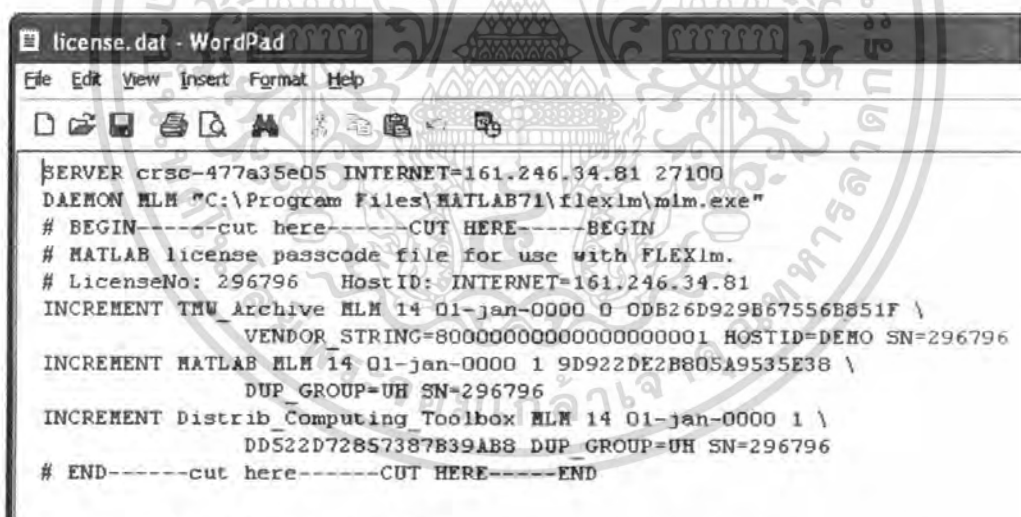 license.dat - WordPad
File Edit View Insert Format Help
SERVER crsc-477a35e05 INTERNET=161.246.34.81 27100
DAEMON MLM "C:\Program Files\MATLAB71\flexlm\mlm.exe"
# BEGIN------cut here------CUT HERE-----BEGIN
# MATLAB license passcode file for use with FLEXlm.
# LicenseNo: 296796 HostID: INTERNET=161.246.34.81
INCREMENT TMW_Archive MLM 14 01-jan-0000 0 0DB26D929B67556B851F \
VENDOR_STRING=80000000000000000001 HOSTID=DEMO SN=296796
INCREMENT MATLAB MLM 14 01-jan-0000 1 9D922DE2B805A9535E38 \
DUP_GROUP=UH SN=296796
INCREMENT Distrib_Computing_Toolbox MLM 14 01-jan-0000 1 \
DD522D72857387B39AB8 DUP_GROUP=UH SN=296796
# END------cut here------CUT HERE-----END